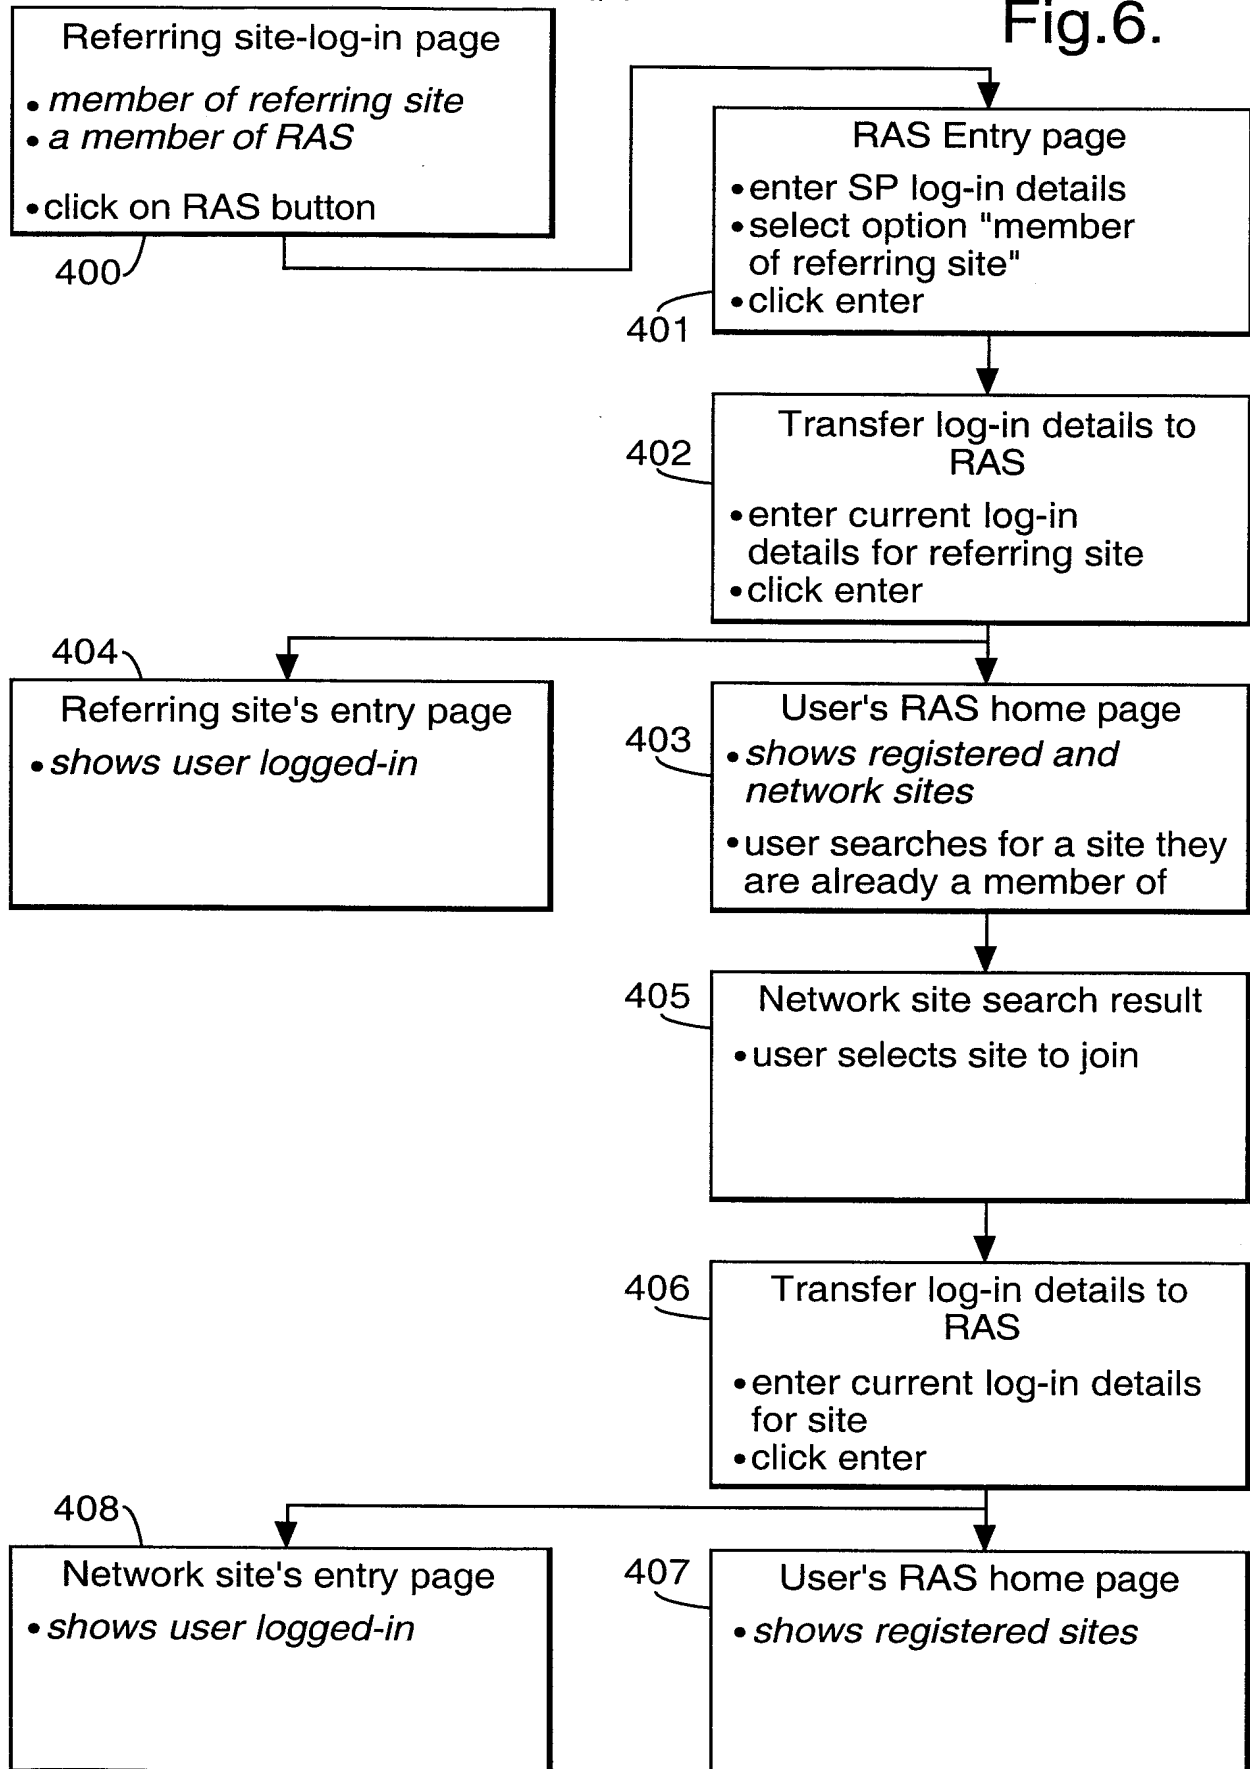 Fig.6.
Referring site-log-in page
• member of referring site
• a member of RAS
• click on RAS button
400
RAS Entry page
• enter SP log-in details
• select option "member
of referring site"
• click enter
401
Transfer log-in details to
RAS
• enter current log-in
details for referring site
• click enter
402
404
Referring site's entry page
• shows user logged-in
User's RAS home page
• shows registered and
network sites
• user searches for a site they
are already a member of
403
405
Network site search result
• user selects site to join
406
Transfer log-in details to
RAS
• enter current log-in details
for site
• click enter
408
Network site's entry page
• shows user logged-in
407
User's RAS home page
• shows registered sites